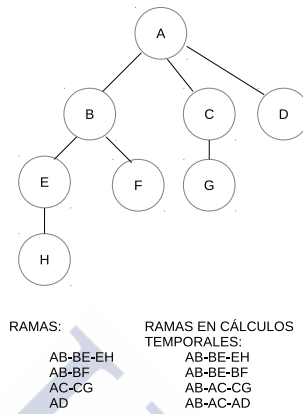 A
B
C
D
E
F
G
H
RAMAS:
AB-BE-EH
AB-BF
AC-CG
AD
RAMAS EN CÁLCULOS
TEMPORALES:
AB-BE-EH
AB-BE-BF
AB-AC-CG
AB-AC-AD